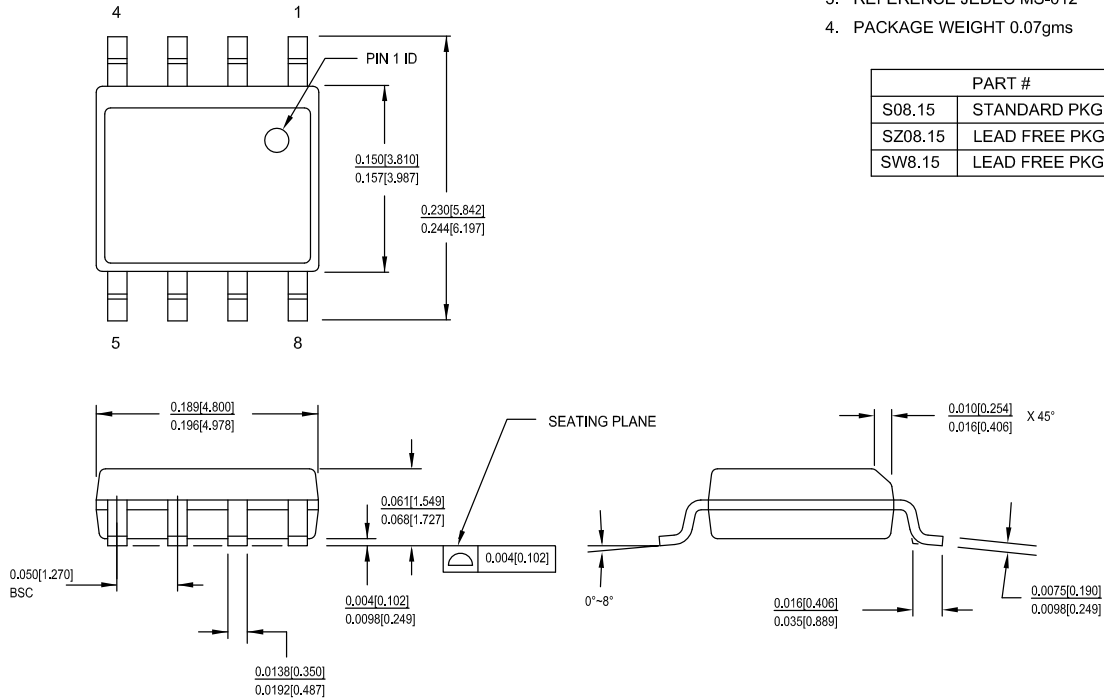 3. REFERENCE JEDEC MS-012
4. PACKAGE WEIGHT 0.07gms
PART #
S08.15 STANDARD PKG
SZ08.15 LEAD FREE PKG
SW8.15 LEAD FREE PKG
4 1
PIN 1 ID
0.150[3.810]
0.157[3.987]
0.230[5.842]
0.244[6.197]
5 8
0.189[4.800]
0.196[4.978]
SEATING PLANE
0.010[0.254]
0.016[0.406]
X 45°
0.061[1.549]
0.068[1.727]
0.004[0.102]
0.050[1.270]
BSC
0.004[0.102]
0.0098[0.249]
0°~8°
0.016[0.406]
0.035[0.889]
0.0075[0.190]
0.0098[0.249]
0.0138[0.350]
0.0192[0.487]